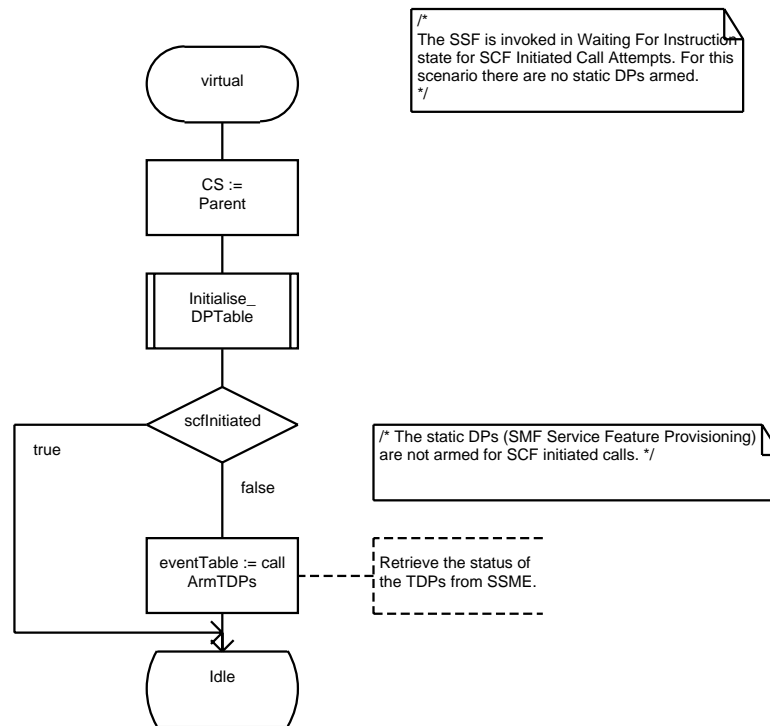 /*
The SSF is invoked in Waiting For Instruction
state for SCF Initiated Call Attempts. For this
scenario there are no static DPs armed.
*/
virtual
CS :=
Parent
Initialise_
DPTable
scfInitiated
true
false
/* The static DPs (SMF Service Feature Provisioning)
are not armed for SCF initiated calls. */
eventTable := call
ArmTDPs
Retrieve the status of
the TDPs from SSME.
Idle